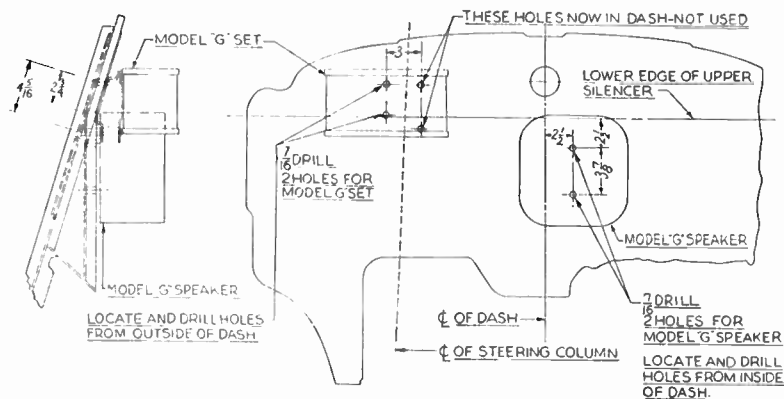 THESE HOLES NOW IN DASH-NOT USED
MODEL "G" SET
3
LOWER EDGE OF UPPER
SILENCER
4 5/16
2 3/4
2 1/2
2 1/2
3 7/8
7/16 DRILL
2 HOLES FOR
MODEL "G" SET
MODEL "G" SPEAKER
MODEL "G" SPEAKER
LOCATE AND DRILL HOLES
FROM OUTSIDE OF DASH
℄ OF DASH
℄ OF STEERING COLUMN
7/16 DRILL
2 HOLES FOR
MODEL "G" SPEAKER
LOCATE AND DRILL
HOLES FROM INSIDE
OF DASH.